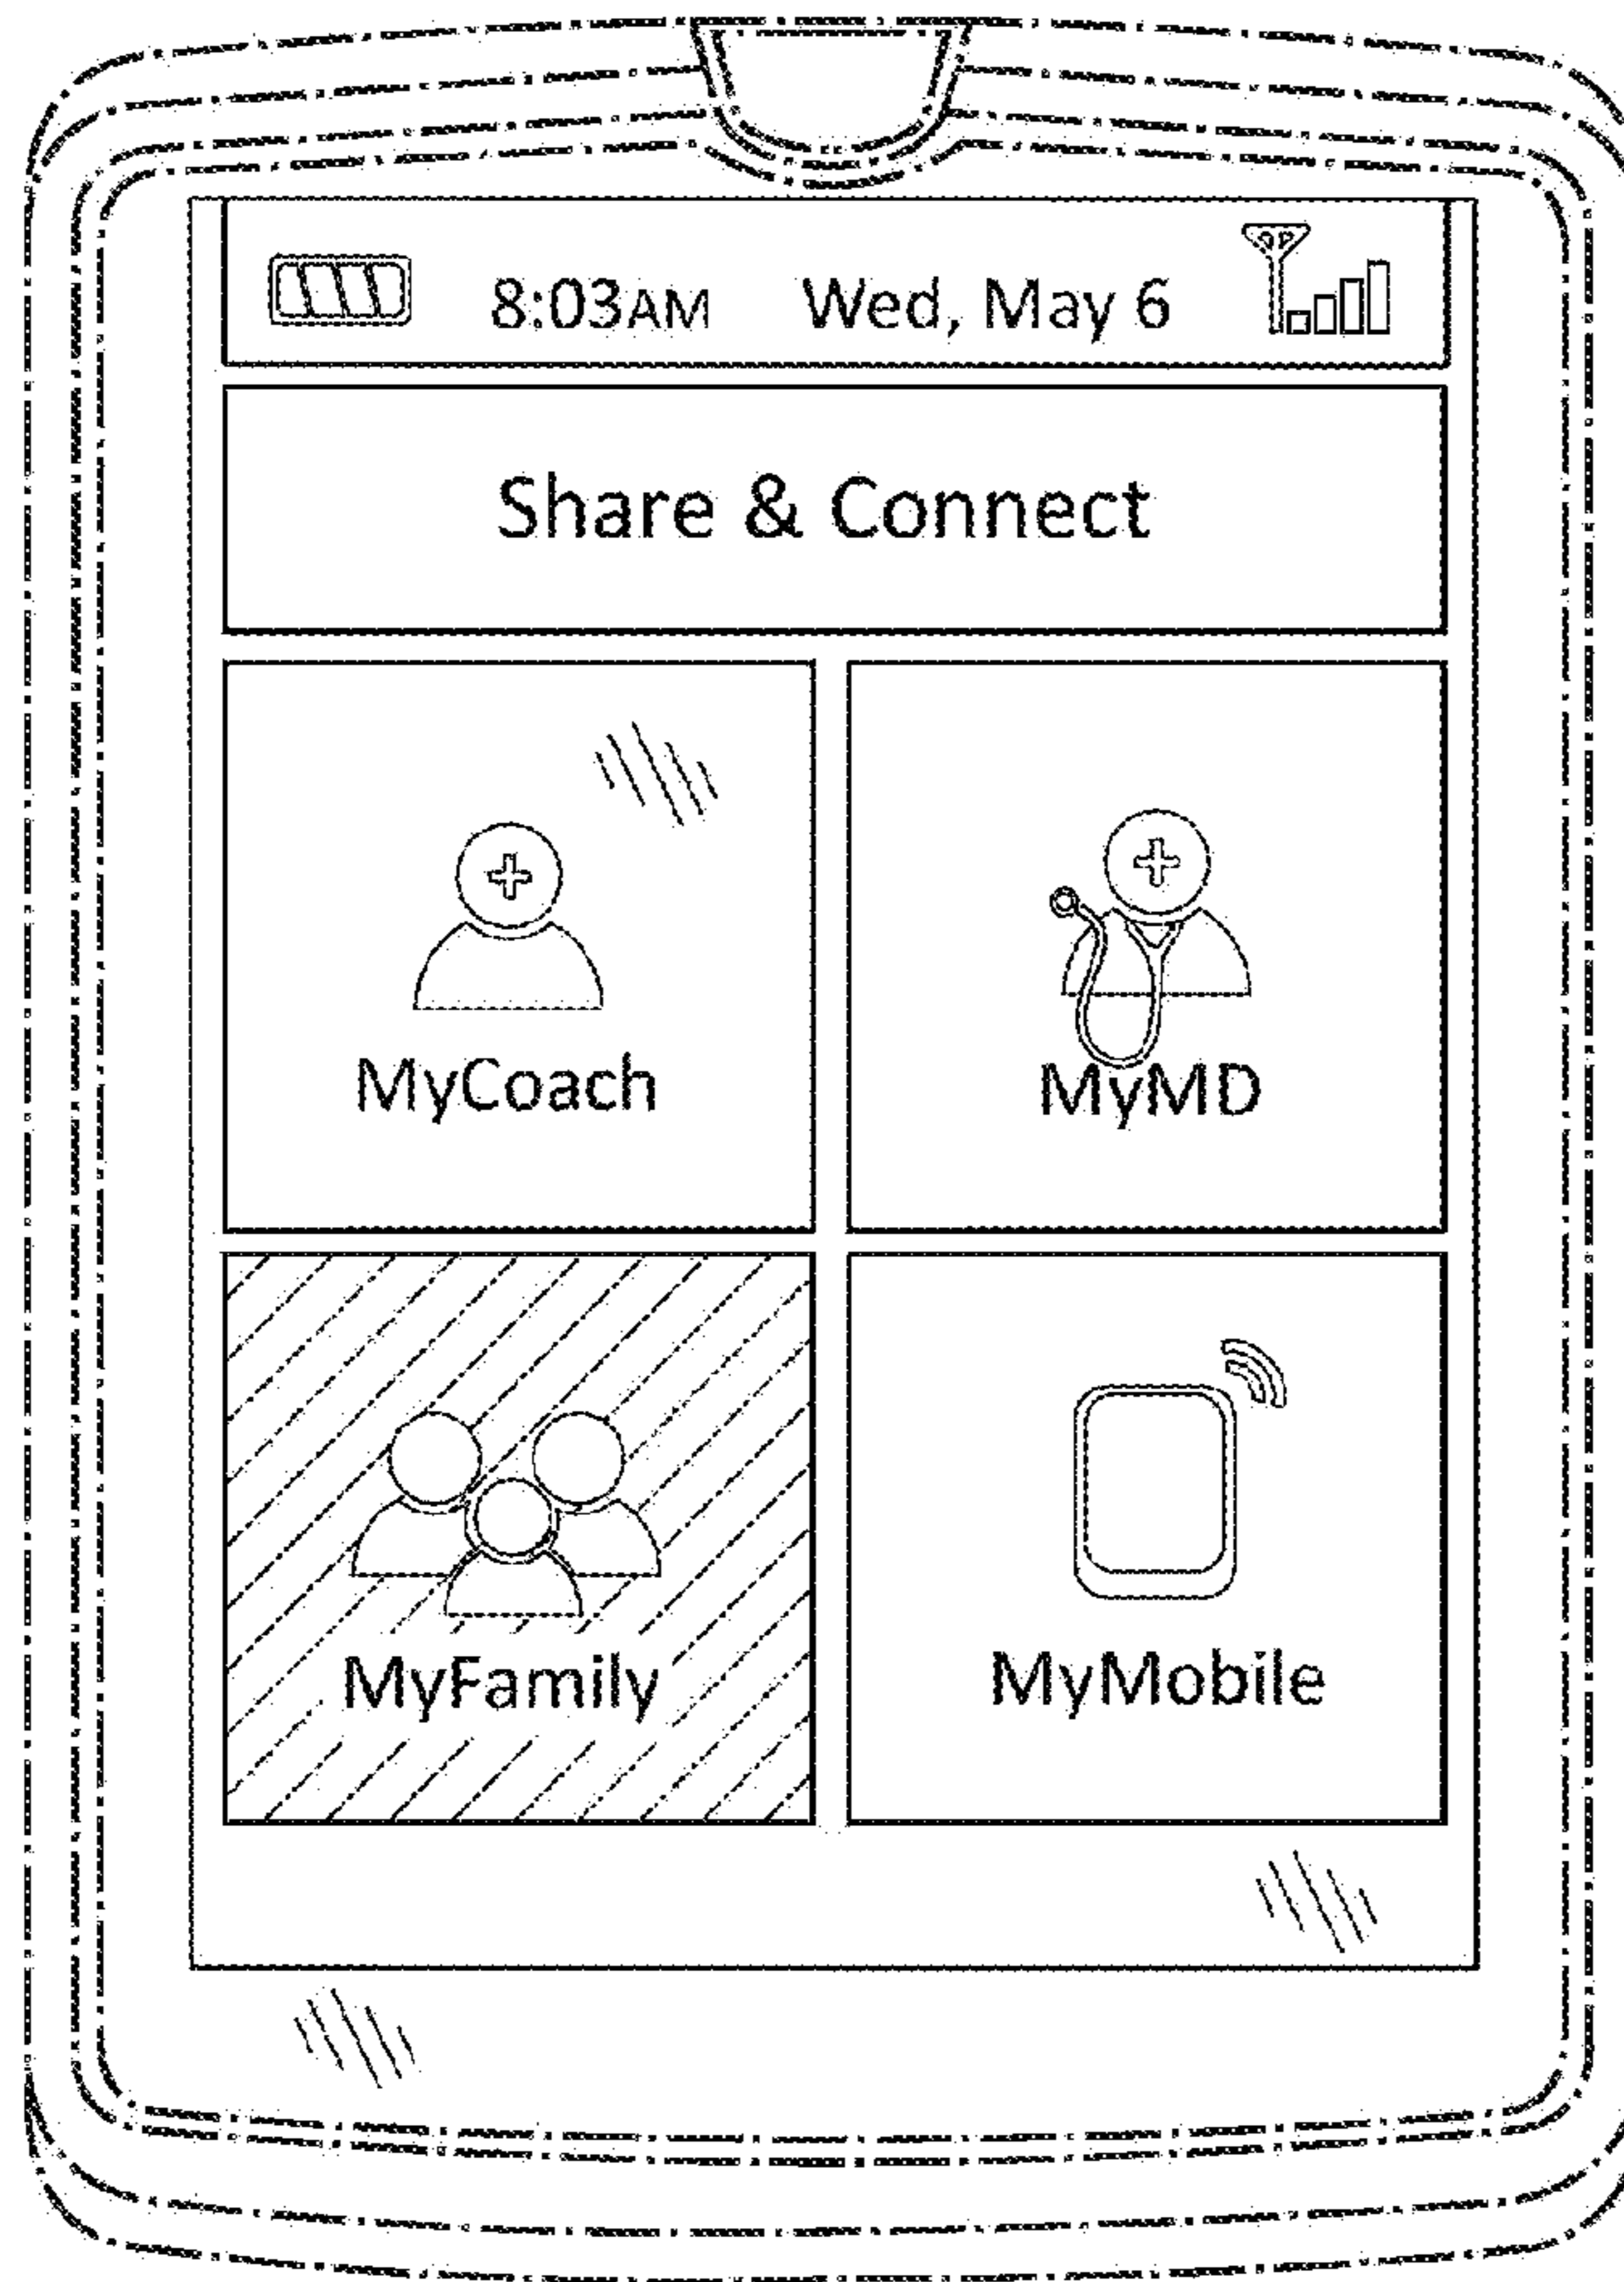 8:03AM Wed, May 6
Share & Connect
MyCoach
MyMD
MyFamily
MyMobile